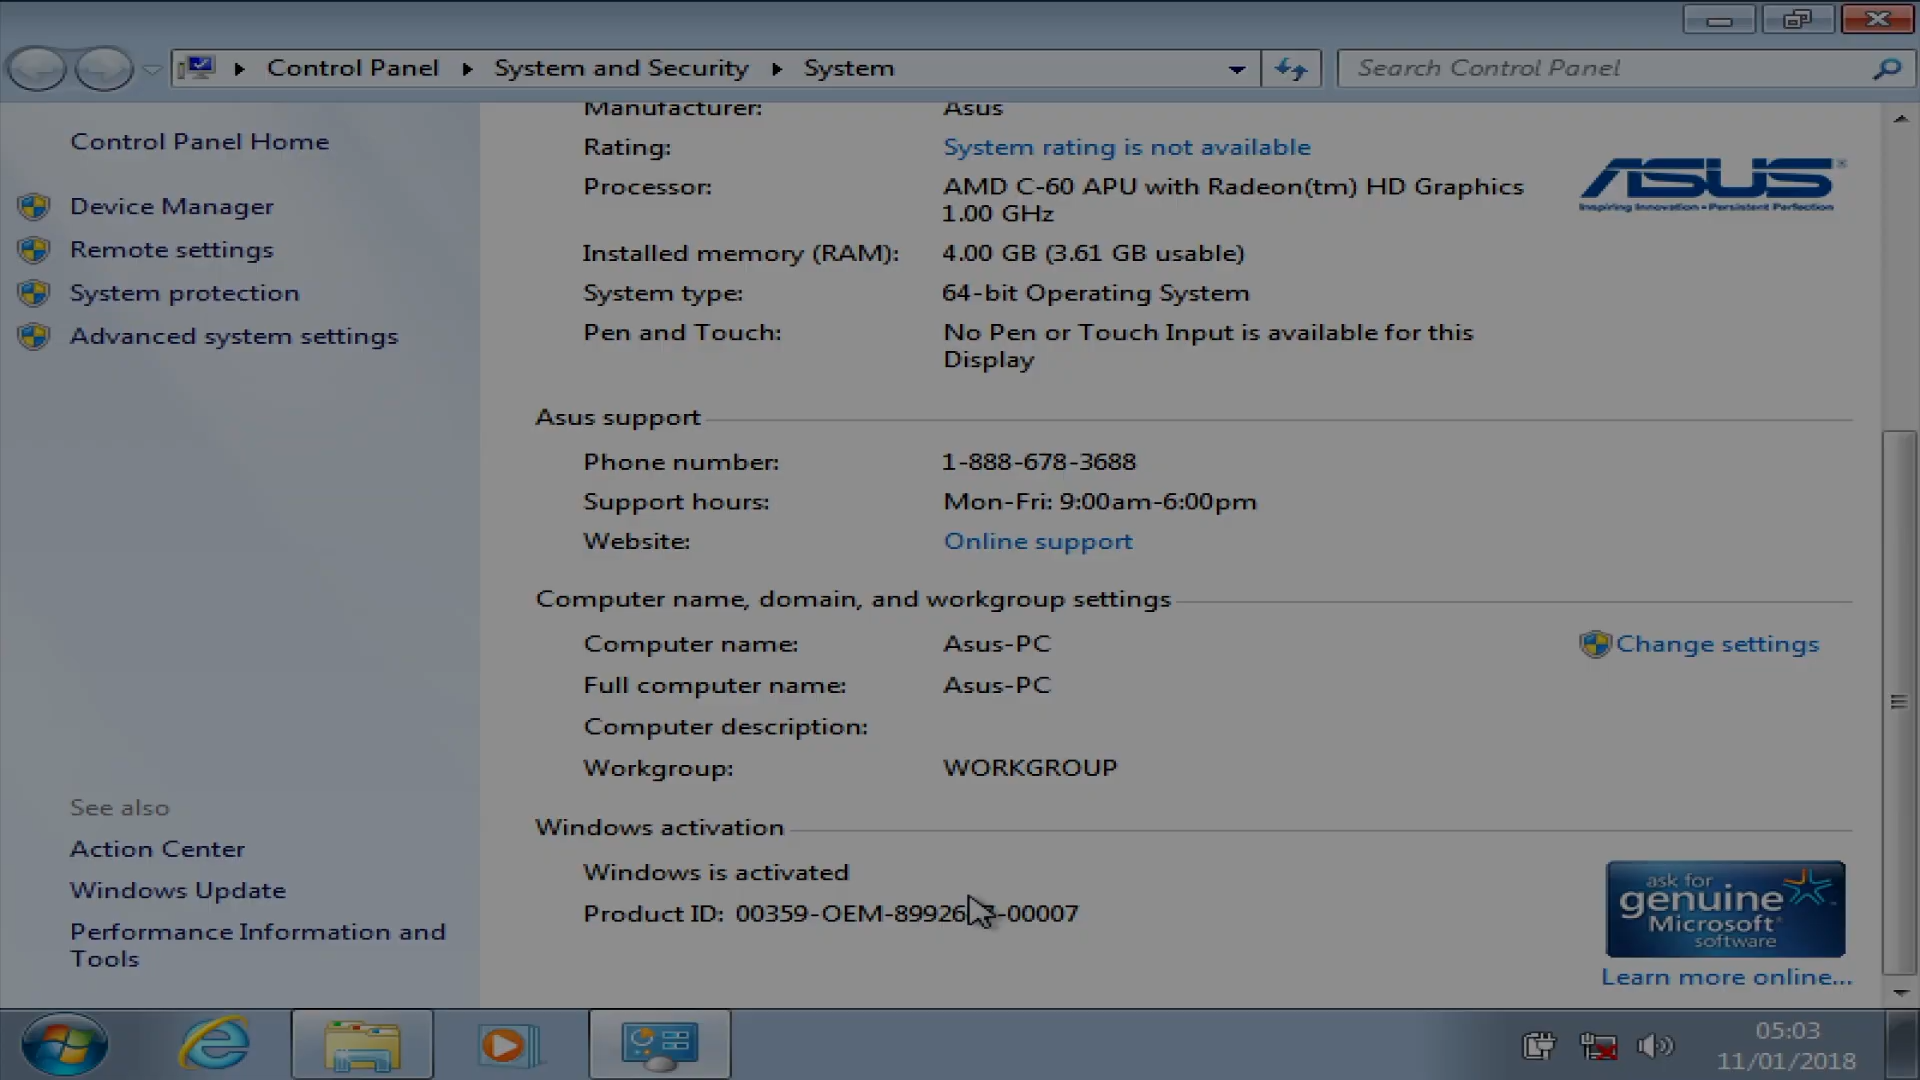 Control Panel
System and Security
System
Search Control Panel
Control Panel Home
Device Manager
Remote settings
System protection
Advanced system settings
See also
Action Center
Windows Update
Performance Information and
Tools
Manufacturer: Asus
Rating: System rating is not available
Processor: AMD C-60 APU with Radeon(tm) HD Graphics
1.00 GHz
Installed memory (RAM): 4.00 GB (3.61 GB usable)
System type: 64-bit Operating System
Pen and Touch: No Pen or Touch Input is available for this
Display
ASUS
Inspiring Innovation • Persistent Perfection
Asus support
Phone number: 1-888-678-3688
Support hours: Mon-Fri: 9:00am-6:00pm
Website: Online support
Computer name, domain, and workgroup settings
Computer name: Asus-PC
Change settings
Full computer name: Asus-PC
Computer description:
Workgroup: WORKGROUP
Windows activation
Windows is activated
Product ID:
ask for
genuine
Microsoft
software
Learn more online...
05:03
11/01/2018